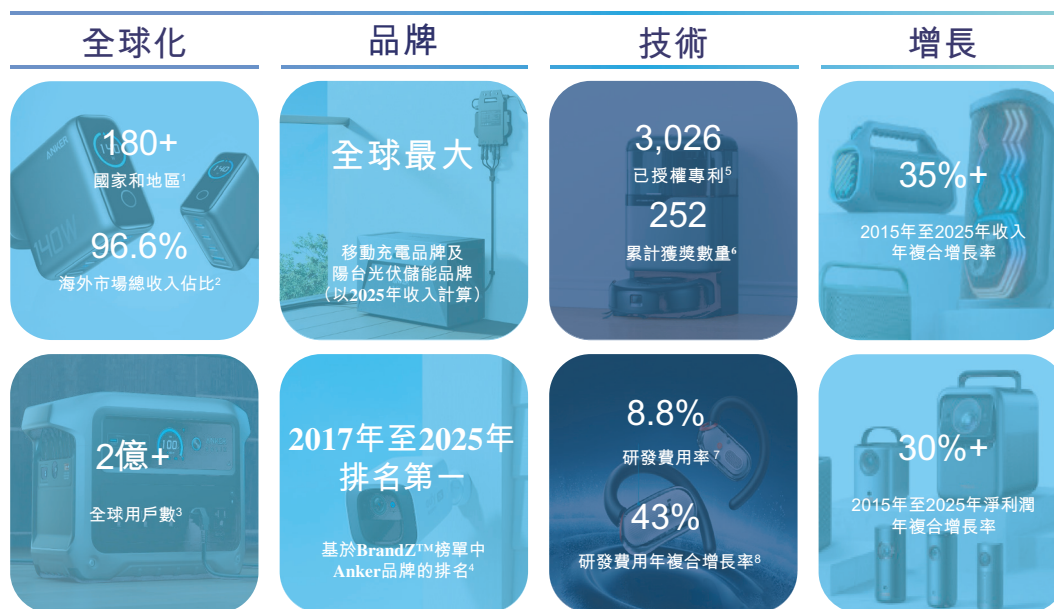 全球化
品牌
技術
增長
180+
國家和地區¹
96.6%
海外市場總收入佔比²
全球最大
移動充電品牌及
陽台光伏儲能品牌
（以2025年收入計算）
3,026
已授權專利⁵
252
累計獲獎數量⁶
35%+
2015年至2025年收入
年複合增長率
2億+
全球用戶數³
2017年至2025年
排名第一
基於BrandZ™榜單中
Anker品牌的排名⁴
8.8%
研發費用率⁷
43%
研發費用年複合增長率⁸
30%+
2015年至2025年淨利潤
年複合增長率
ANKER
140W
100